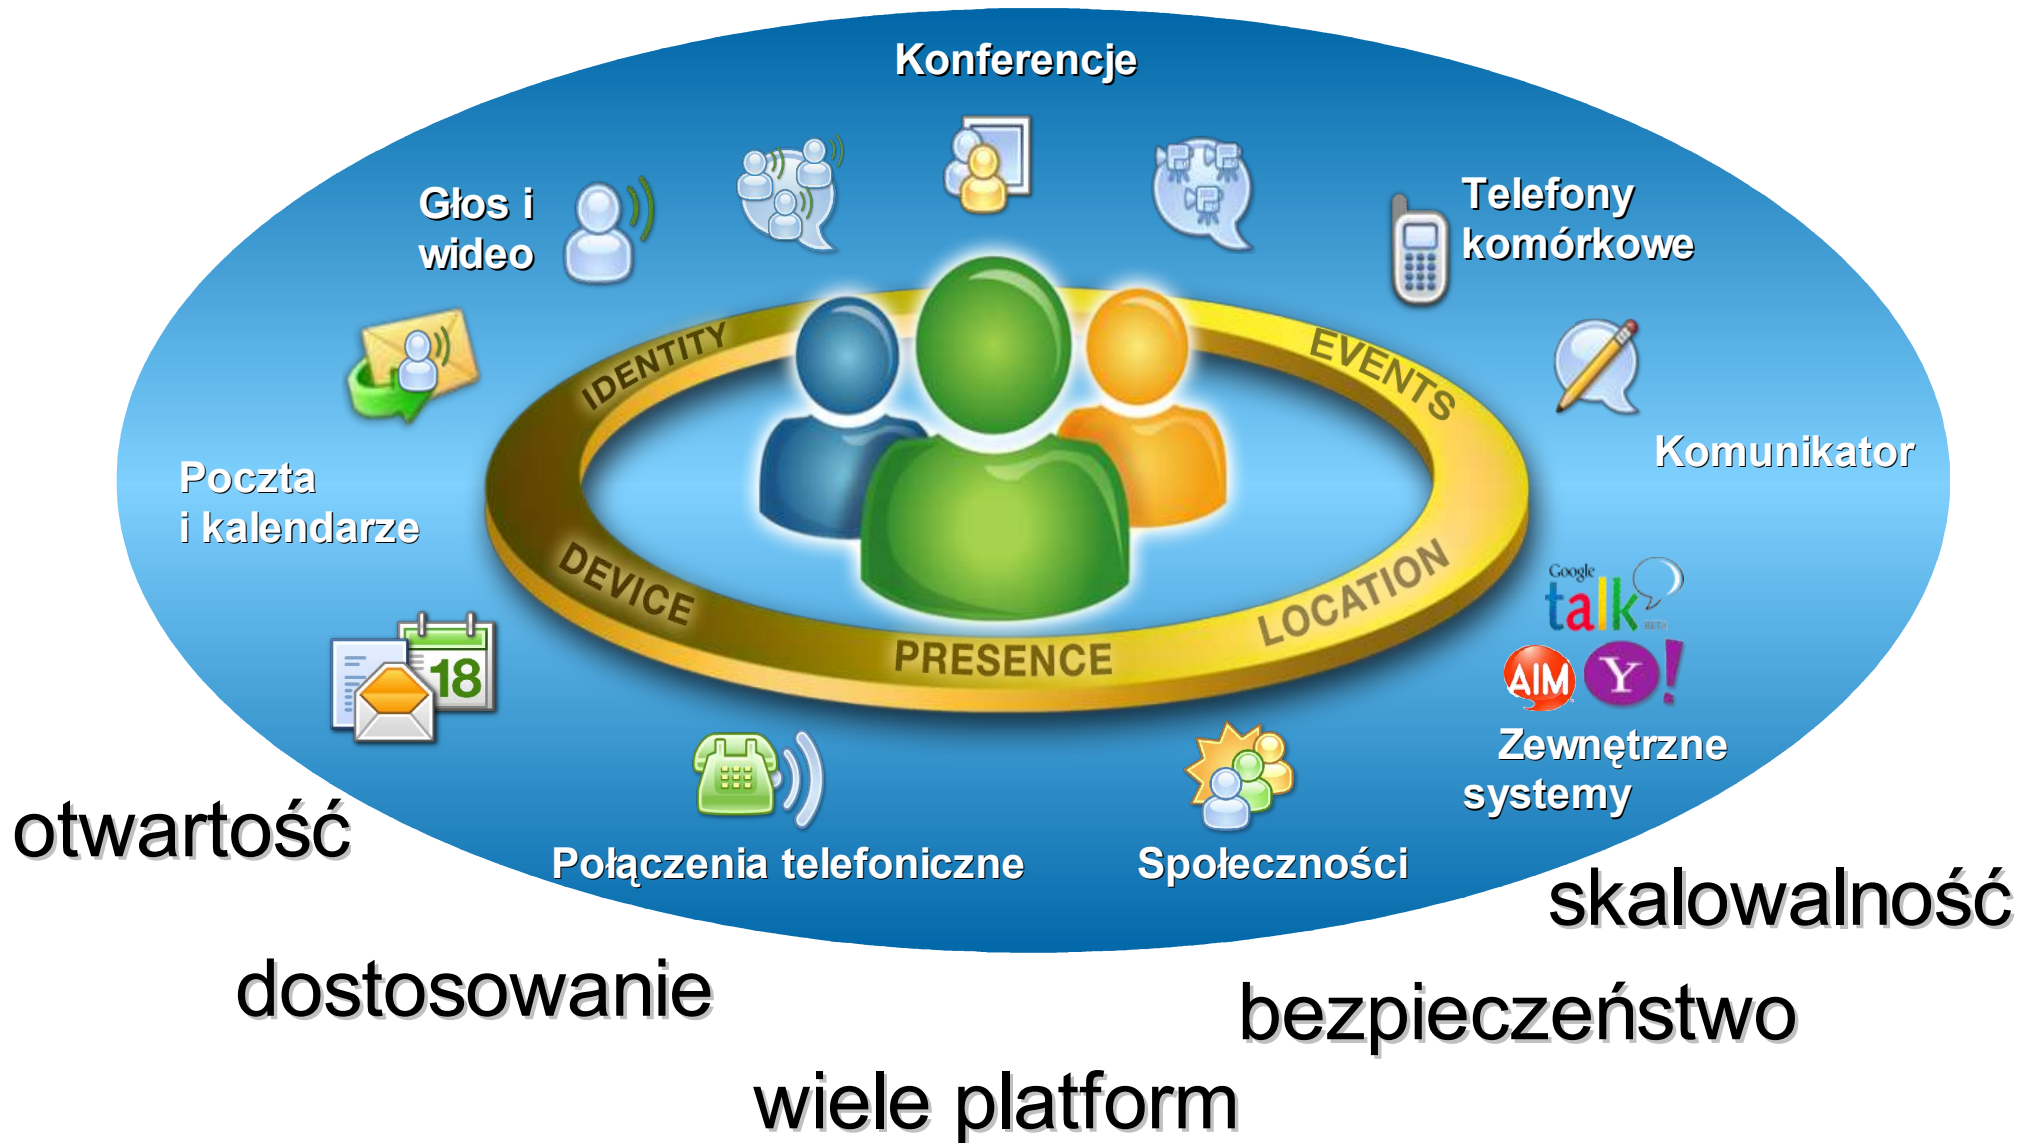 Konferencje
Głos i
wideo
Telefony
komórkowe
IDENTITY
EVENTS
Komunikator
Poczta
i kalendarze
DEVICE
LOCATION
PRESENCE
18
Google
talk
BETA
AIM
Y!
Zewnętrzne
systemy
Połączenia telefoniczne
Społeczności
otwartość
skalowalność
dostosowanie
bezpieczeństwo
wiele platform